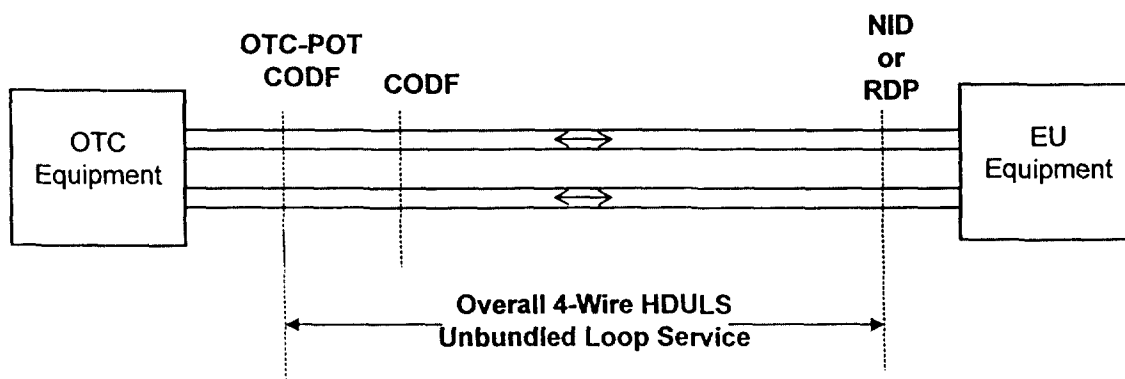 OTC-POT
CODF
CODF
NID
or
RDP
OTC
Equipment
EU
Equipment
Overall 4-Wire HDULS
Unbundled Loop Service